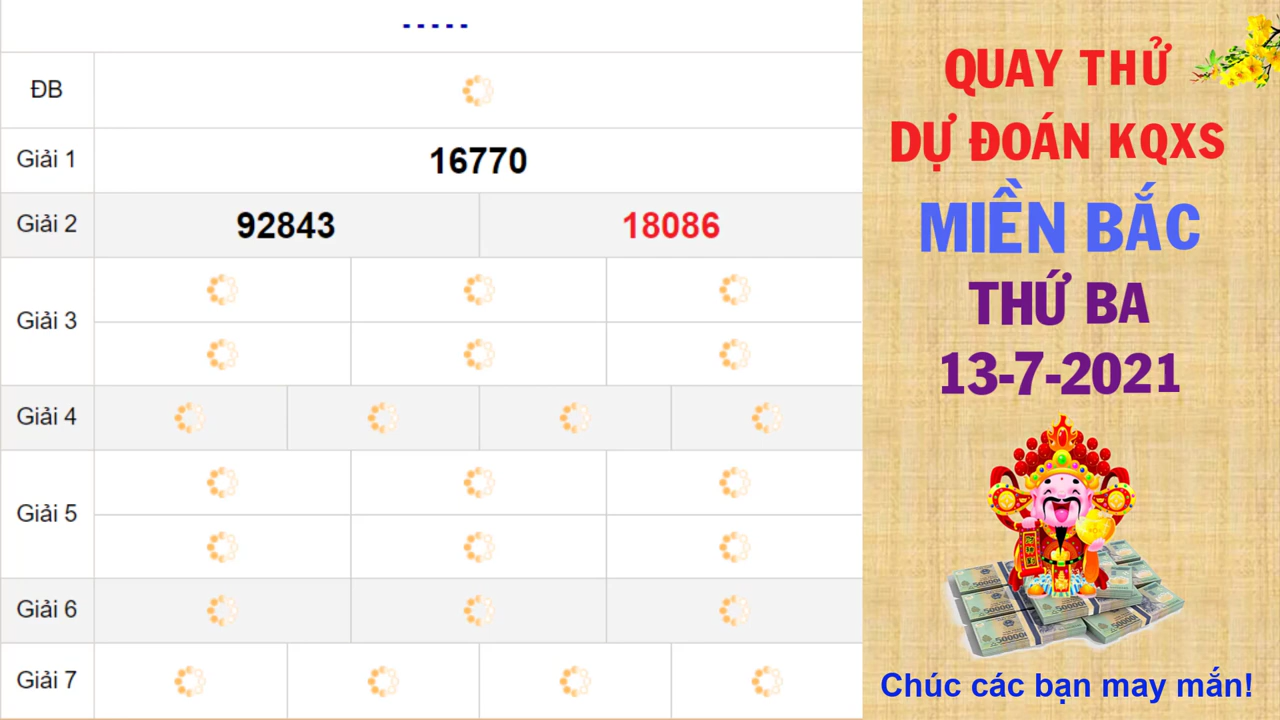 - - - - -
ĐB
Giải 1
16770
Giải 2
92843 18086
Giải 3
Giải 4
Giải 5
Giải 6
Giải 7
QUAY THỬ
DỰ ĐOÁN KQXS
MIỀN BẮC
THỨ BA
13-7-2021
Chúc các bạn may mắn!